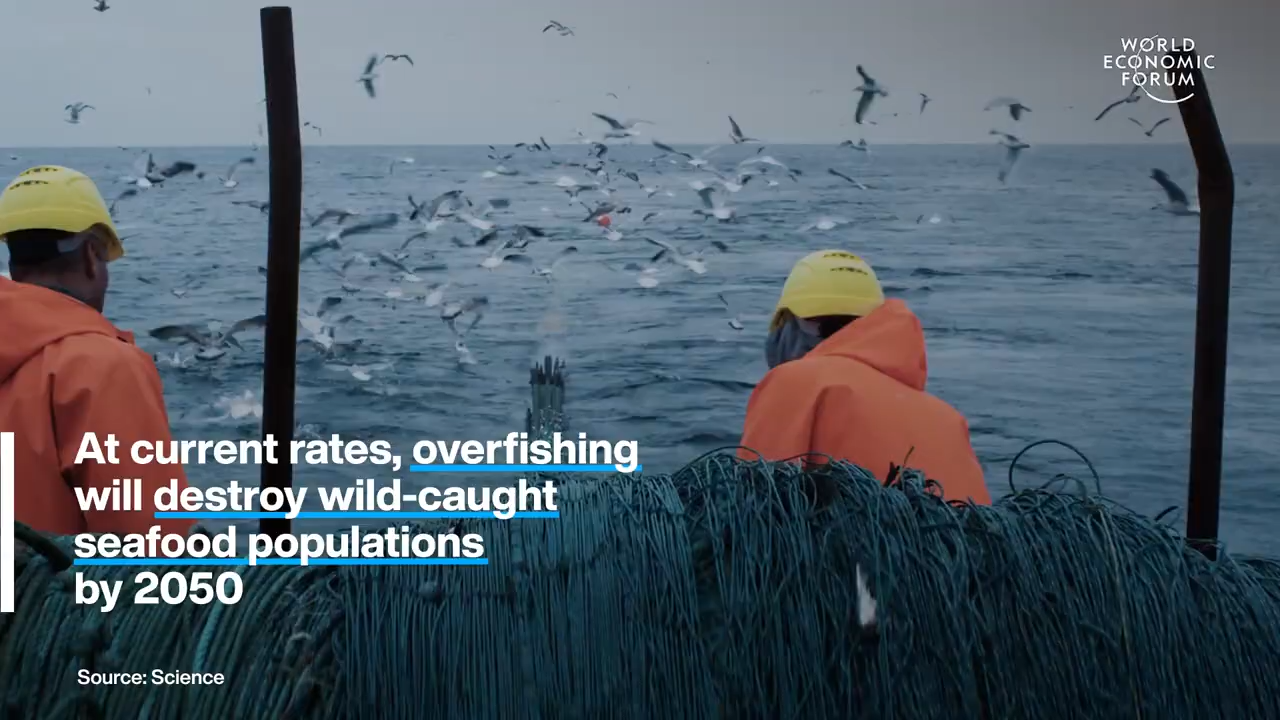 WORLD
ECONOMIC
FORUM
At current rates, overfishing
will destroy wild-caught
seafood populations
by 2050
Source: Science